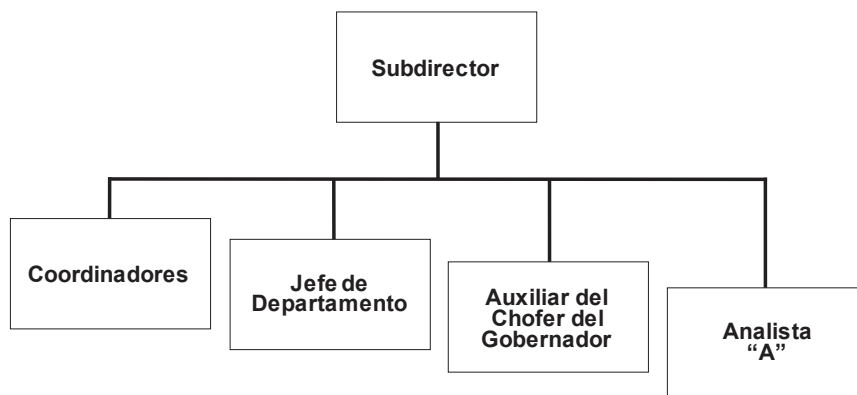 Subdirector
Coordinadores
Jefe de
Departamento
Auxiliar del
Chofer del
Gobernador
Analista
“A”